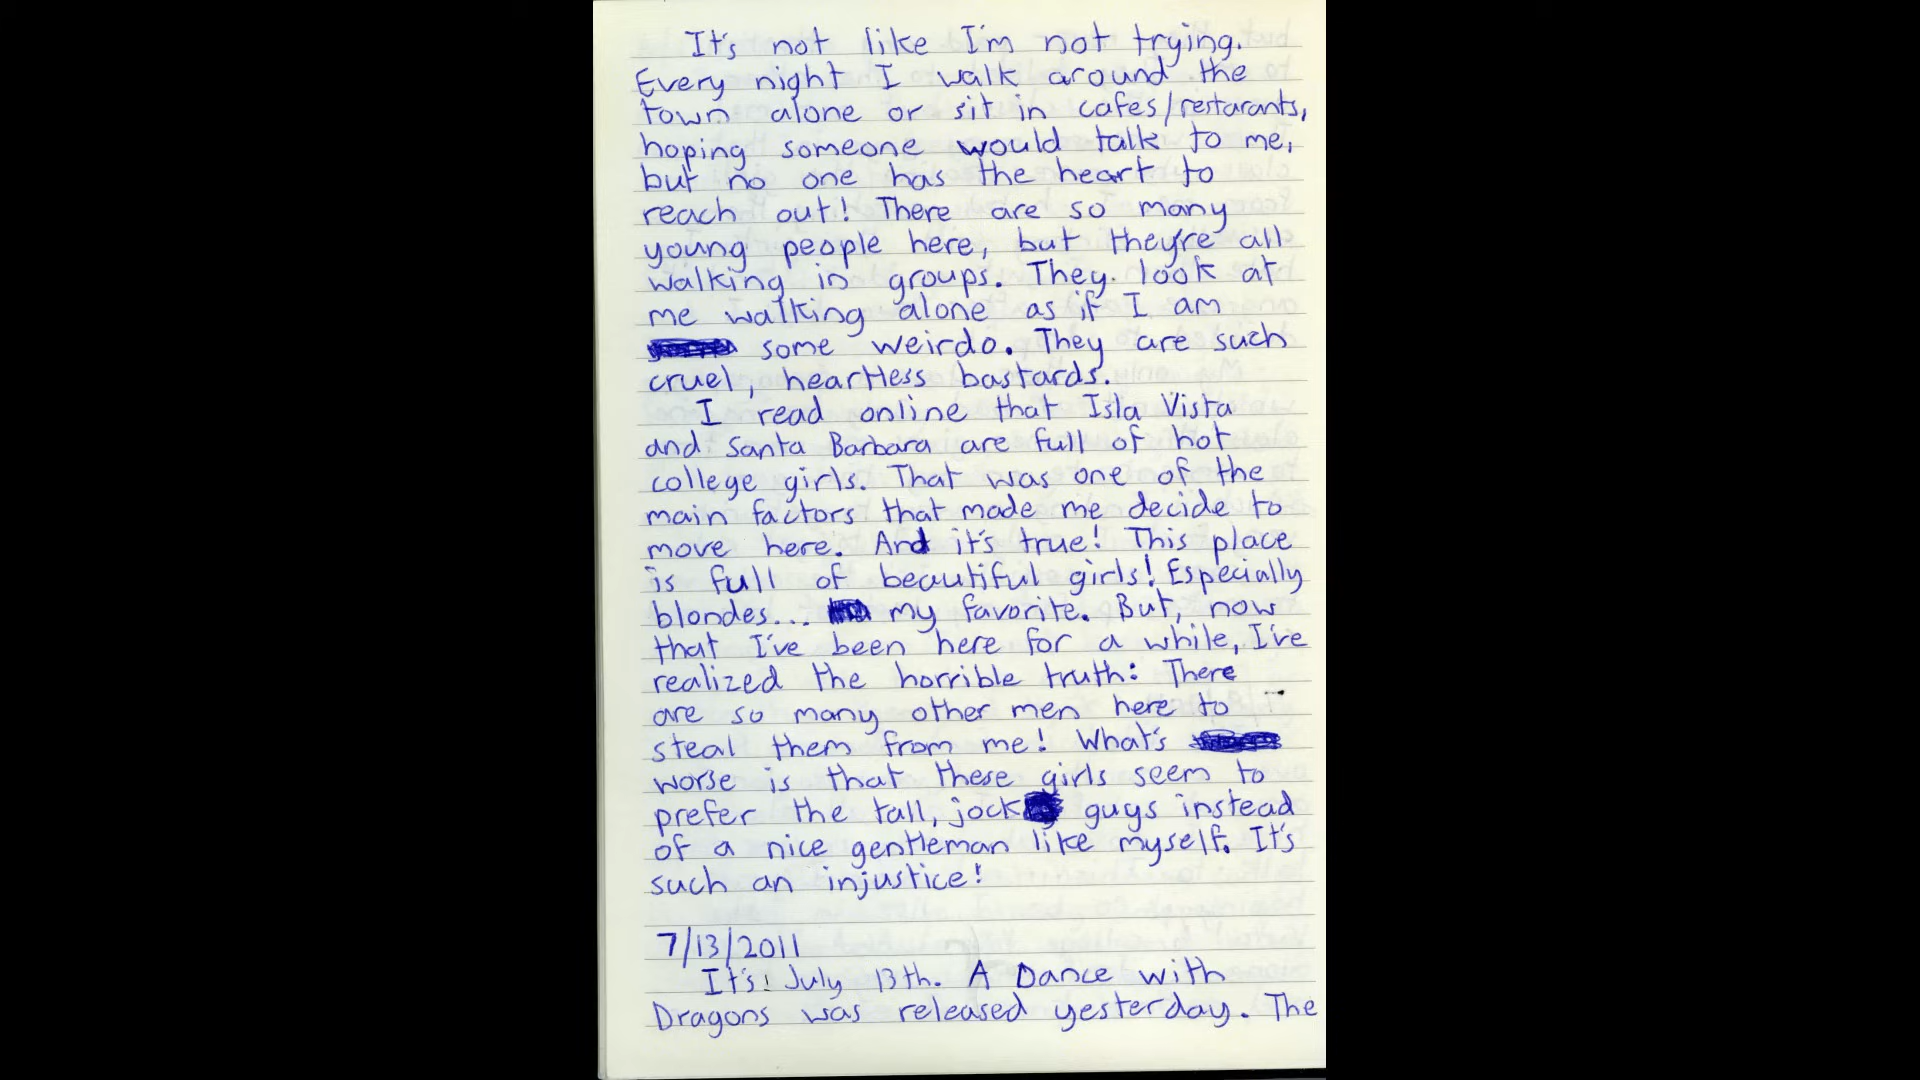 It's not like I'm not trying.
Every night I walk around the
town alone or sit in cafes/restarants,
hoping someone would talk to me,
but no one has the heart to
reach out! There are so many
young people here, but they're all
walking in groups. They look at
me walking alone as if I am
some weirdo. They are such
cruel, heartless bastards.
I read online that Isla Vista
and Santa Barbara are full of hot
college girls. That was one of the
main factors that made me decide to
move here. And it's true! This place
is full of beautiful girls! Especially
blondes... my favorite. But, now
that I've been here for a while, I've
realized the horrible truth: There
are so many other men here to
steal them from me! What's
worse is that these girls seem to
prefer the tall, jock guys instead
of a nice gentleman like myself. It's
such an injustice!
7/13/2011
It's! July 13th. A Dance with
Dragons was released yesterday. The